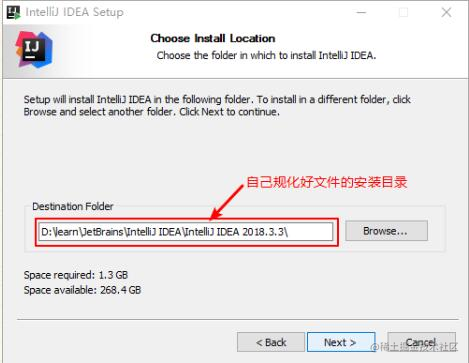 IntelliJ IDEA Setup
IJ
Choose Install Location
Choose the folder in which to install IntelliJ IDEA.
Setup will install IntelliJ IDEA in the following folder. To install in a different folder, click
Browse and select another folder. Click Next to continue.
自己规化好文件的安装目录
Destination Folder
D:\learn\JetBrains\IntelliJ IDEA\IntelliJ IDEA 2018.3.3\
Browse...
Space required: 1.3 GB
Space available: 268.4 GB
< Back
Next >
Cancel
@稀土掘金技术社区